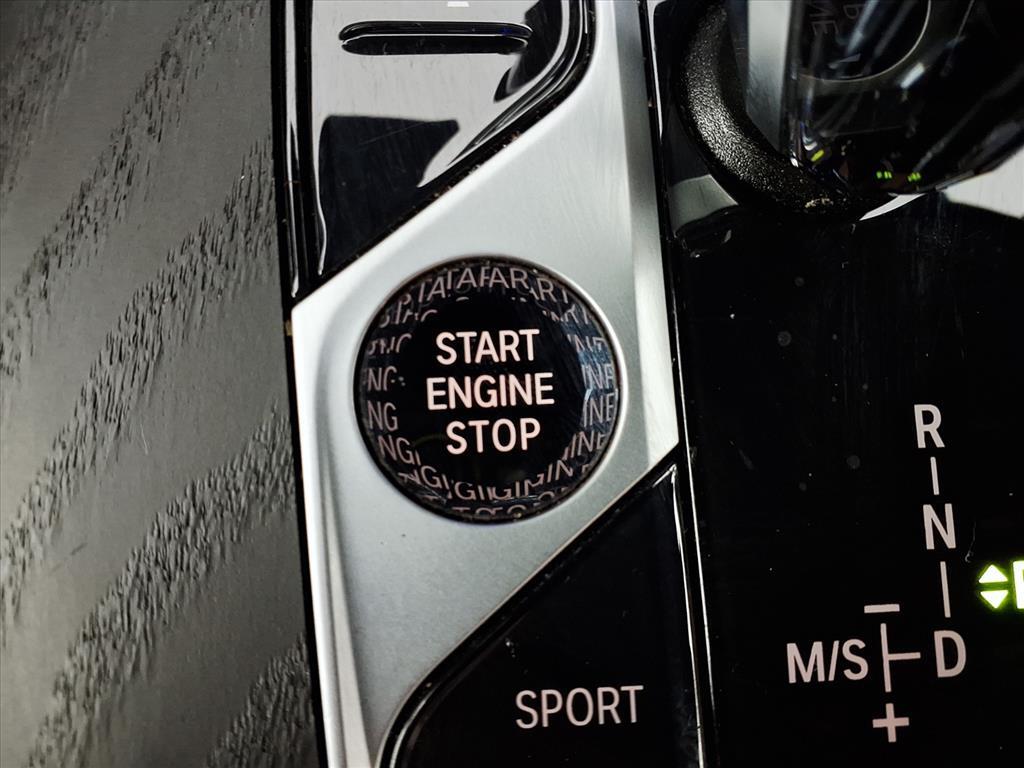 START
ENGINE
STOP
R
N
M/S D
SPORT